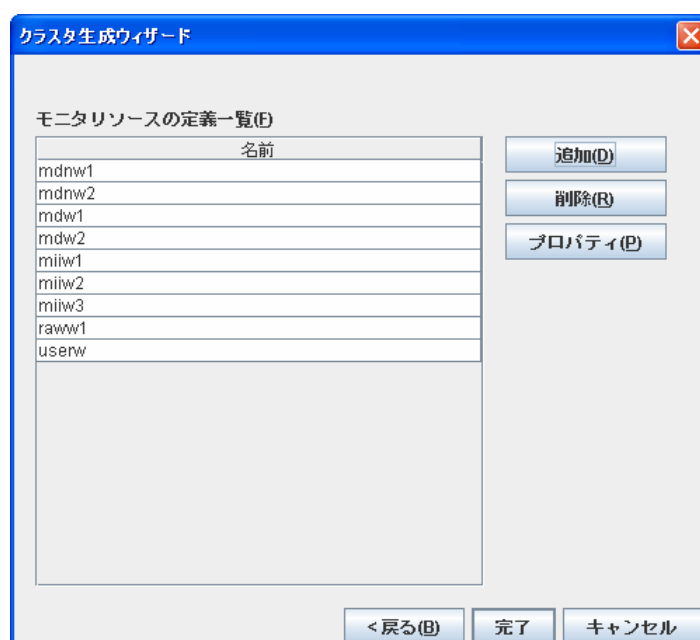 クラスタ生成ウィザード
モニタリソースの定義一覧(F)
名前
mdnw1
mdnw2
mdw1
mdw2
miiw1
miiw2
miiw3
raww1
userw
追加(D)
削除(R)
プロパティ(P)
< 戻る(B)
完了
キャンセル